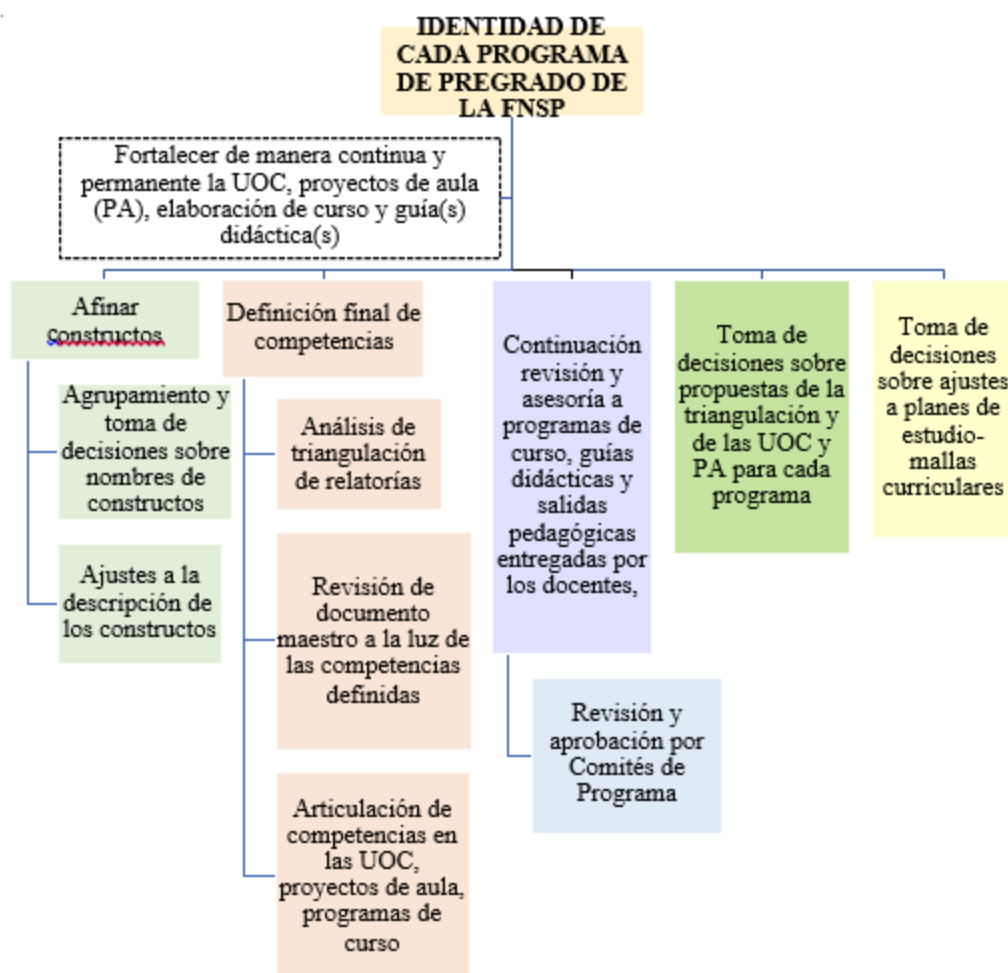 IDENTIDAD DE
CADA PROGRAMA
DE PREGRADO DE
LA FNSP
Fortalecer de manera continua y
permanente la UOC, proyectos de aula
(PA), elaboración de curso y guía(s)
didáctica(s)
Afinar
constructos
Agrupamiento y
toma de
decisiones sobre
nombres de
constructos
Ajustes a la
descripción de
los constructos
Definición final de
competencias
Análisis de
triangulación
de relatorías
Revisión de
documento
maestro a la luz de
las competencias
definidas
Articulación de
competencias en
las UOC,
proyectos de aula,
programas de
curso
Continuación
revisión y
asesoría a
programas de
curso, guías
didácticas y
salidas
pedagógicas
entregadas por
los docentes,
Revisión y
aprobación por
Comités de
Programa
Toma de
decisiones sobre
propuestas de la
triangulación y
de las UOC y
PA para cada
programa
Toma de
decisiones
sobre ajustes
a planes de
estudio-
mallas
curriculares